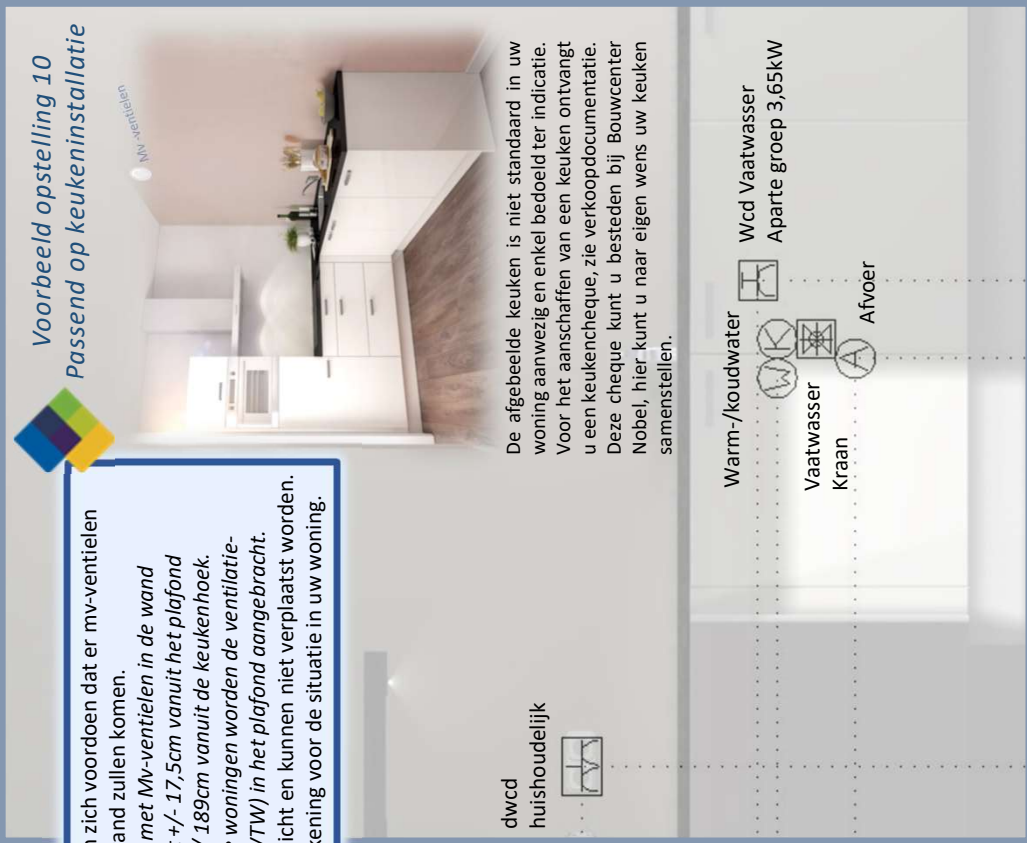 Voorbeeld opstelling 10
Passend op keukeninstallatie
zich voordoen dat er mv-ventielen
and zullen komen.
met Mv-ventielen in de wand
+/- 17,5cm vanuit het plafond
/ 189cm vanuit de keukenhoek.
woningen worden de ventilatie-
VTW) in het plafond aangebracht.
icht en kunnen niet verplaatst worden.
kening voor de situatie in uw woning.
Mv -ventielen
De afgebeelde keuken is niet standaard in uw
woning aanwezig en enkel bedoeld ter indicatie.
Voor het aanschaffen van een keuken ontvangt
u een keukencheque, zie verkoopdocumentatie.
Deze cheque kunt u besteden bij Bouwcenter
Nobel, hier kunt u naar eigen wens uw keuken
samenstellen.
dwcd
huishoudelijk
Warm-/koudwater
W K
Wcd Vaatwasser
Aparte groep 3,65kW
Vaatwasser
Kraan
A
Afvoer